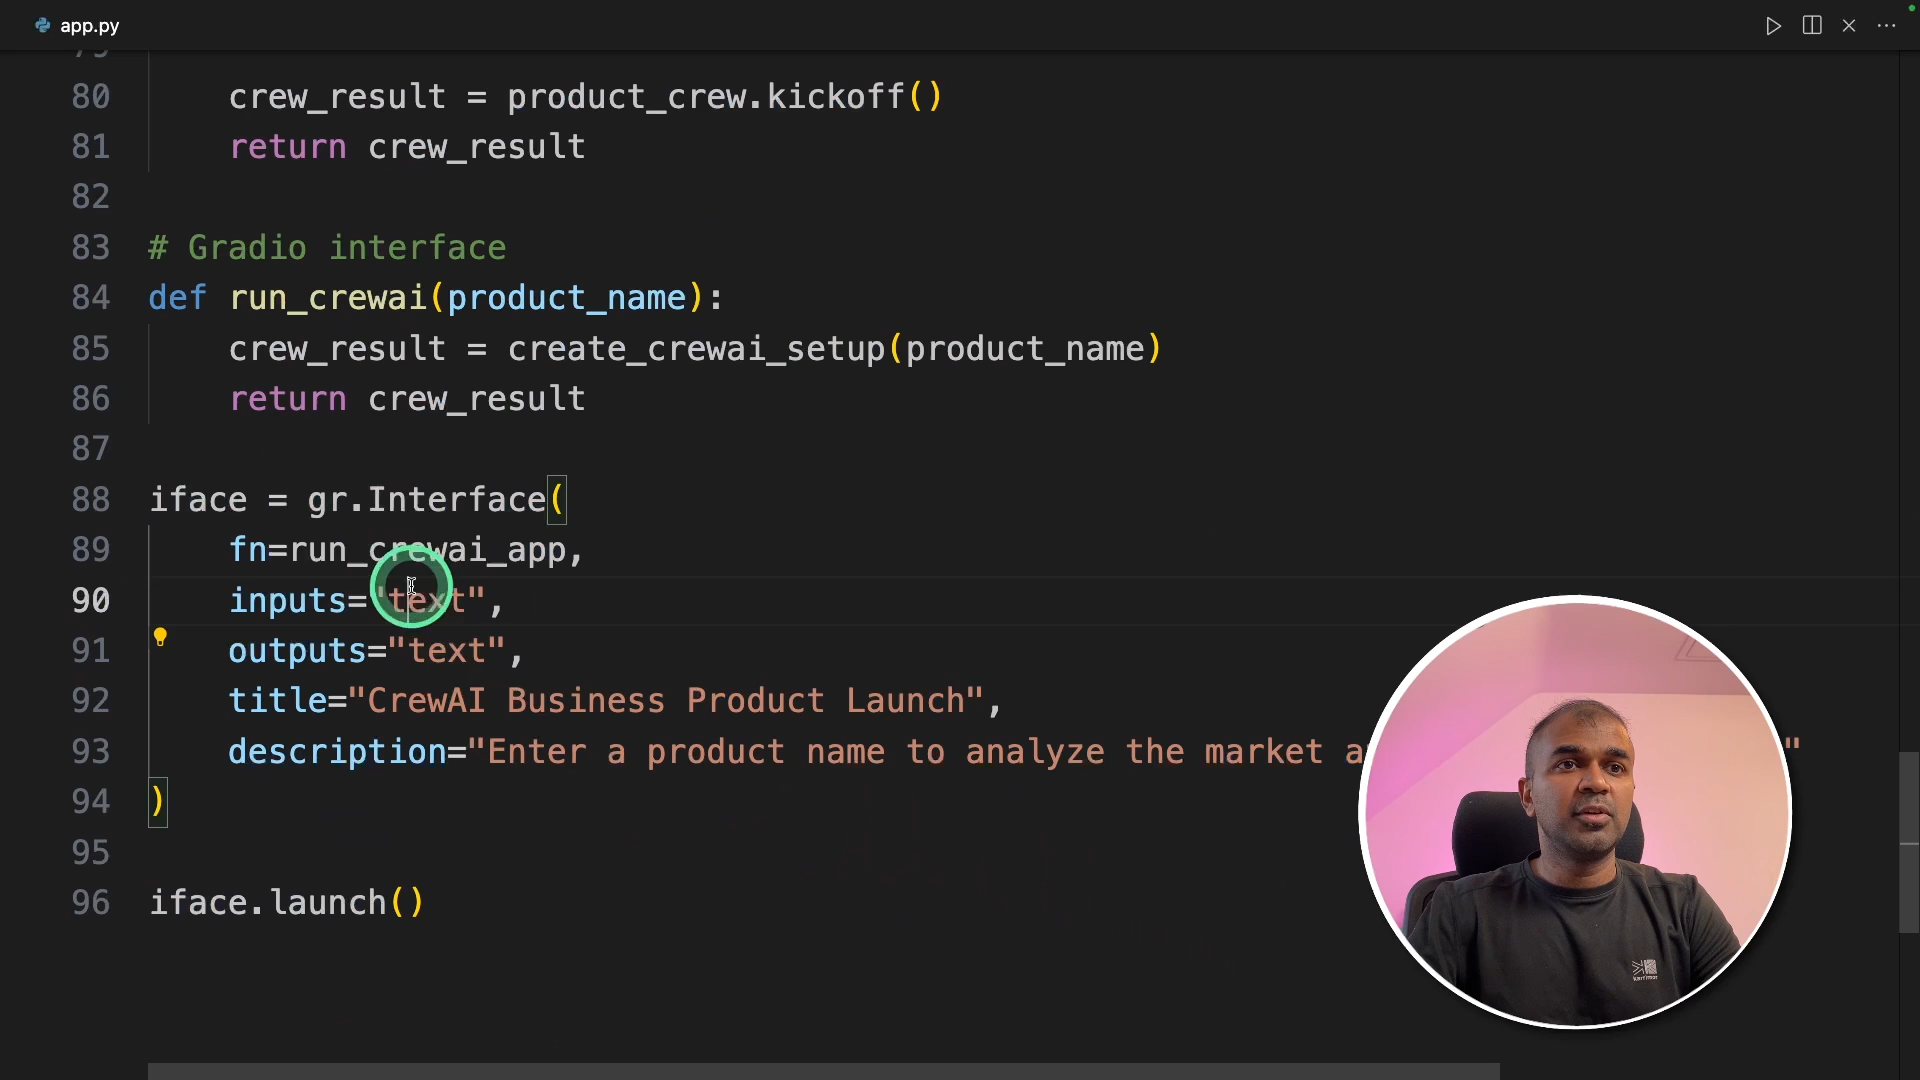 app.py
80 crew_result = product_crew.kickoff()
81 return crew_result
82
83 # Gradio interface
84 def run_crewai(product_name):
85 crew_result = create_crewai_setup(product_name)
86 return crew_result
87
88 iface = gr.Interface(
89 fn=run_crewai_app,
90 inputs="text",
91 outputs="text",
92 title="CrewAI Business Product Launch",
93 description="Enter a product name to analyze the market "
94 )
95
96 iface.launch()